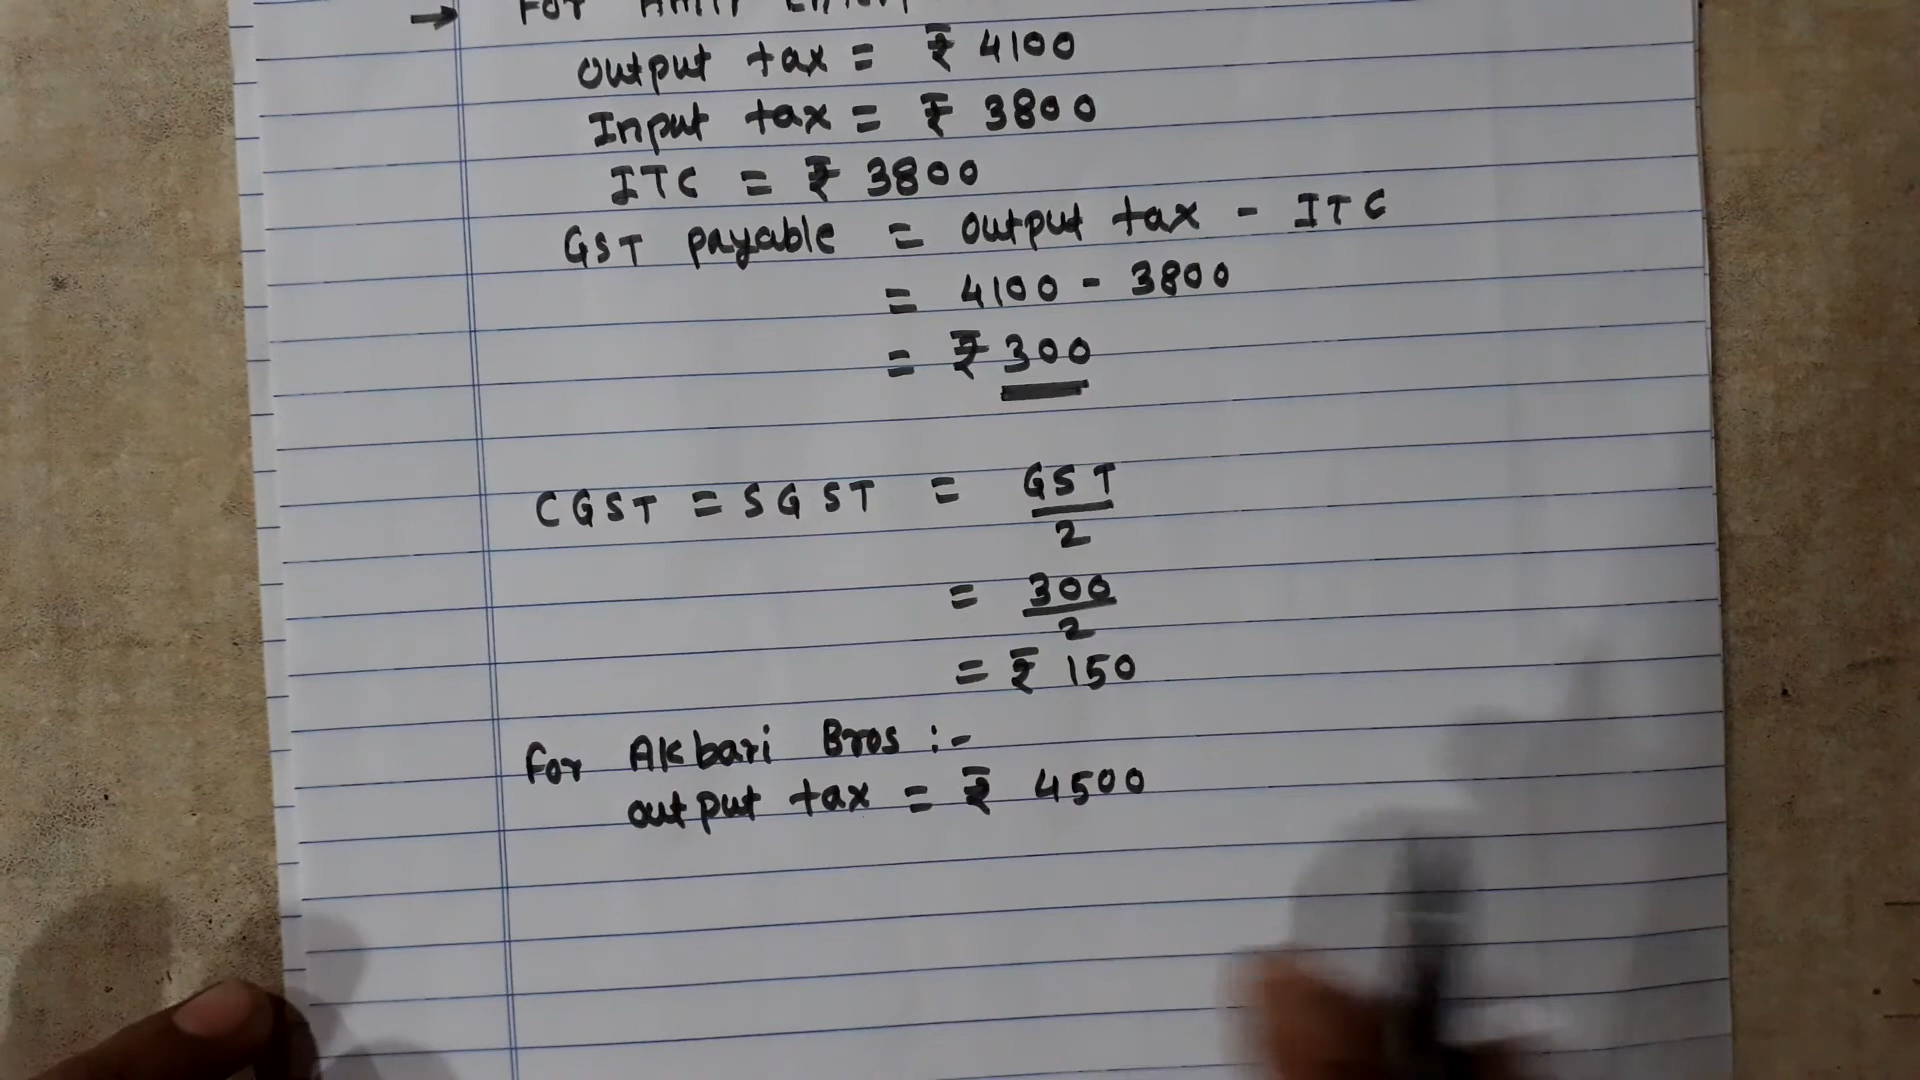 → For
Output tax = ₹ 4100
Input tax = ₹ 3800
ITC = ₹ 3800
GST payable = output tax - ITC
= 4100 - 3800
= ₹ 300
CGST = SGST = GST/2
= 300/2
= ₹ 150
For Akbari Bros :-
output tax = ₹ 4500